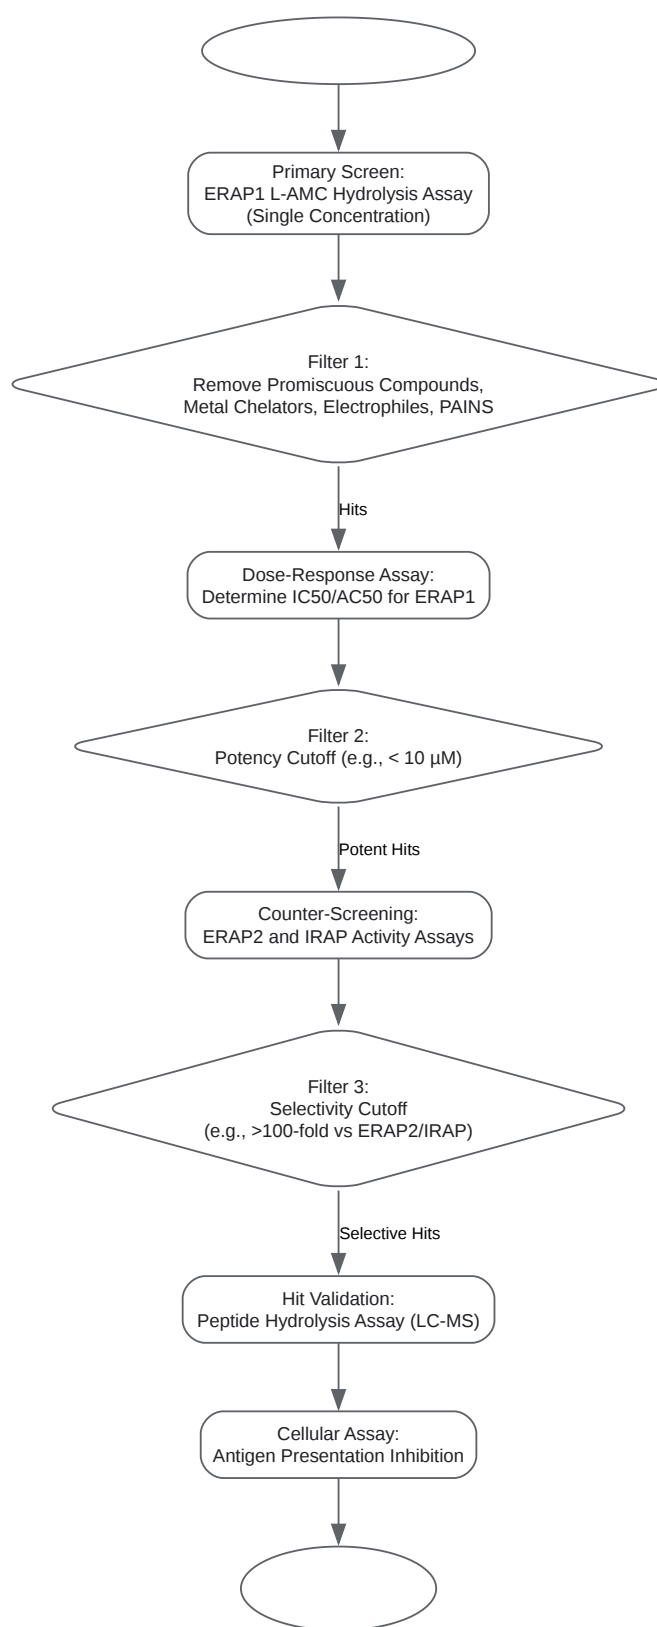 Primary Screen:
ERAP1 L-AMC Hydrolysis Assay
(Single Concentration)
Filter 1:
Remove Promiscuous Compounds,
Metal Chelators, Electrophiles, PAINS
Hits
Dose-Response Assay:
Determine IC50/AC50 for ERAP1
Filter 2:
Potency Cutoff (e.g., < 10 µM)
Potent Hits
Counter-Screening:
ERAP2 and IRAP Activity Assays
Filter 3:
Selectivity Cutoff
(e.g., >100-fold vs ERAP2/IRAP)
Selective Hits
Hit Validation:
Peptide Hydrolysis Assay (LC-MS)
Cellular Assay:
Antigen Presentation Inhibition